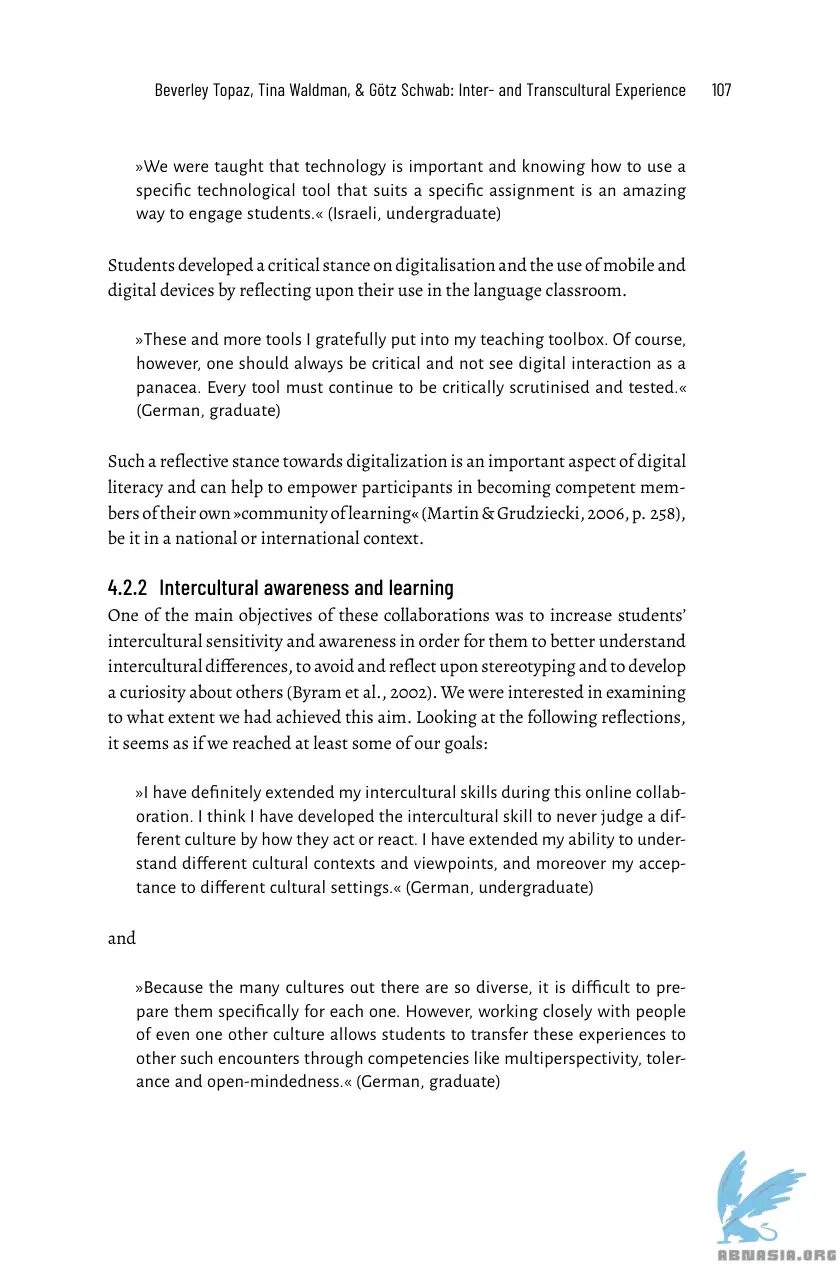 Beverley Topaz, Tina Waldman, & Götz Schwab: Inter- and Transcultural Experience 107
»We were taught that technology is important and knowing how to use a
specific technological tool that suits a specific assignment is an amazing
way to engage students.« (Israeli, undergraduate)
Students developed a critical stance on digitalisation and the use of mobile and
digital devices by reflecting upon their use in the language classroom.
»These and more tools I gratefully put into my teaching toolbox. Of course,
however, one should always be critical and not see digital interaction as a
panacea. Every tool must continue to be critically scrutinised and tested.«
(German, graduate)
Such a reflective stance towards digitalization is an important aspect of digital
literacy and can help to empower participants in becoming competent mem-
bers of their own »community of learning« (Martin & Grudziecki, 2006, p. 258),
be it in a national or international context.
4.2.2 Intercultural awareness and learning
One of the main objectives of these collaborations was to increase students’
intercultural sensitivity and awareness in order for them to better understand
intercultural differences, to avoid and reflect upon stereotyping and to develop
a curiosity about others (Byram et al., 2002). We were interested in examining
to what extent we had achieved this aim. Looking at the following reflections,
it seems as if we reached at least some of our goals:
»I have definitely extended my intercultural skills during this online collab-
oration. I think I have developed the intercultural skill to never judge a dif-
ferent culture by how they act or react. I have extended my ability to under-
stand different cultural contexts and viewpoints, and moreover my accep-
tance to different cultural settings.« (German, undergraduate)
and
»Because the many cultures out there are so diverse, it is difficult to pre-
pare them specifically for each one. However, working closely with people
of even one other culture allows students to transfer these experiences to
other such encounters through competencies like multiperspectivity, toler-
ance and open-mindedness.« (German, graduate)
ABNASIA.ORG